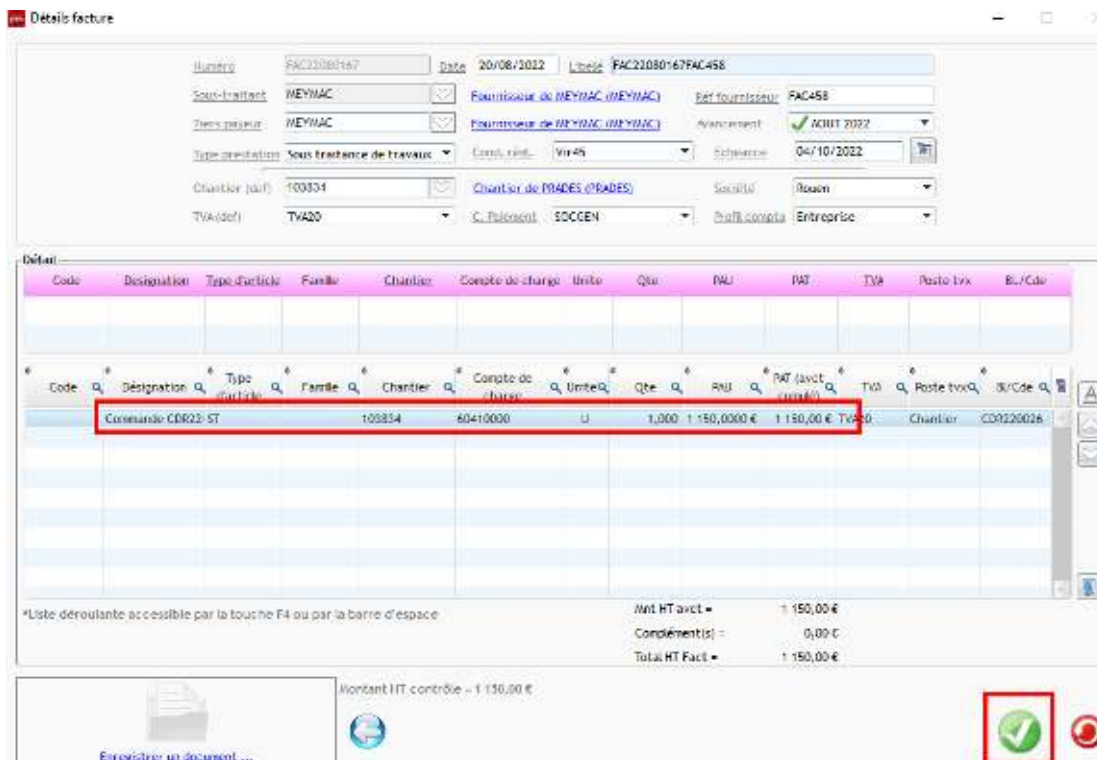 Détails facture
Numéro FAC22080167 Date 20/08/2022 Libellé FAC22080167FAC458
Sous-traitant MEYMAC Fournisseur de MEYMAC (MEYMAC) Réf fournisseur FAC458
Tiers payeur MEYMAC Fournisseur de MEYMAC (MEYMAC) Avancement AOUT 2022
Type prestation Sous traitance de travaux Cond. règl. Vir45 Echéance 04/10/2022
Chantier (déf) 103834 Chantier de PRADES (PRADES) Société Rouen
TVA (déf) TVA20 C. Paiement SOCGEN Profil compta Entreprise
Détail
Code Désignation Type d'article Famille Chantier Compte de charge Unité Qte PAU PAT TVA Poste tvx BL/Cde
Code Désignation Type d'article Famille Chantier Compte de charge Unité Qte PAU PAT (avct cumulé) TVA Poste tvx BL/Cde
Commande CDR22 ST 103834 60410000 U 1,000 1 150,0000 € 1 150,00 € TVA20 Chantier CDR220026
*Liste déroulante accessible par la touche F4 ou par la barre d'espace
Mnt HT avct = 1 150,00 €
Complément(s) = 0,00 €
Total HT Fact = 1 150,00 €
Montant HT contrôle = 1 150,00 €
Enregistrer un document ...